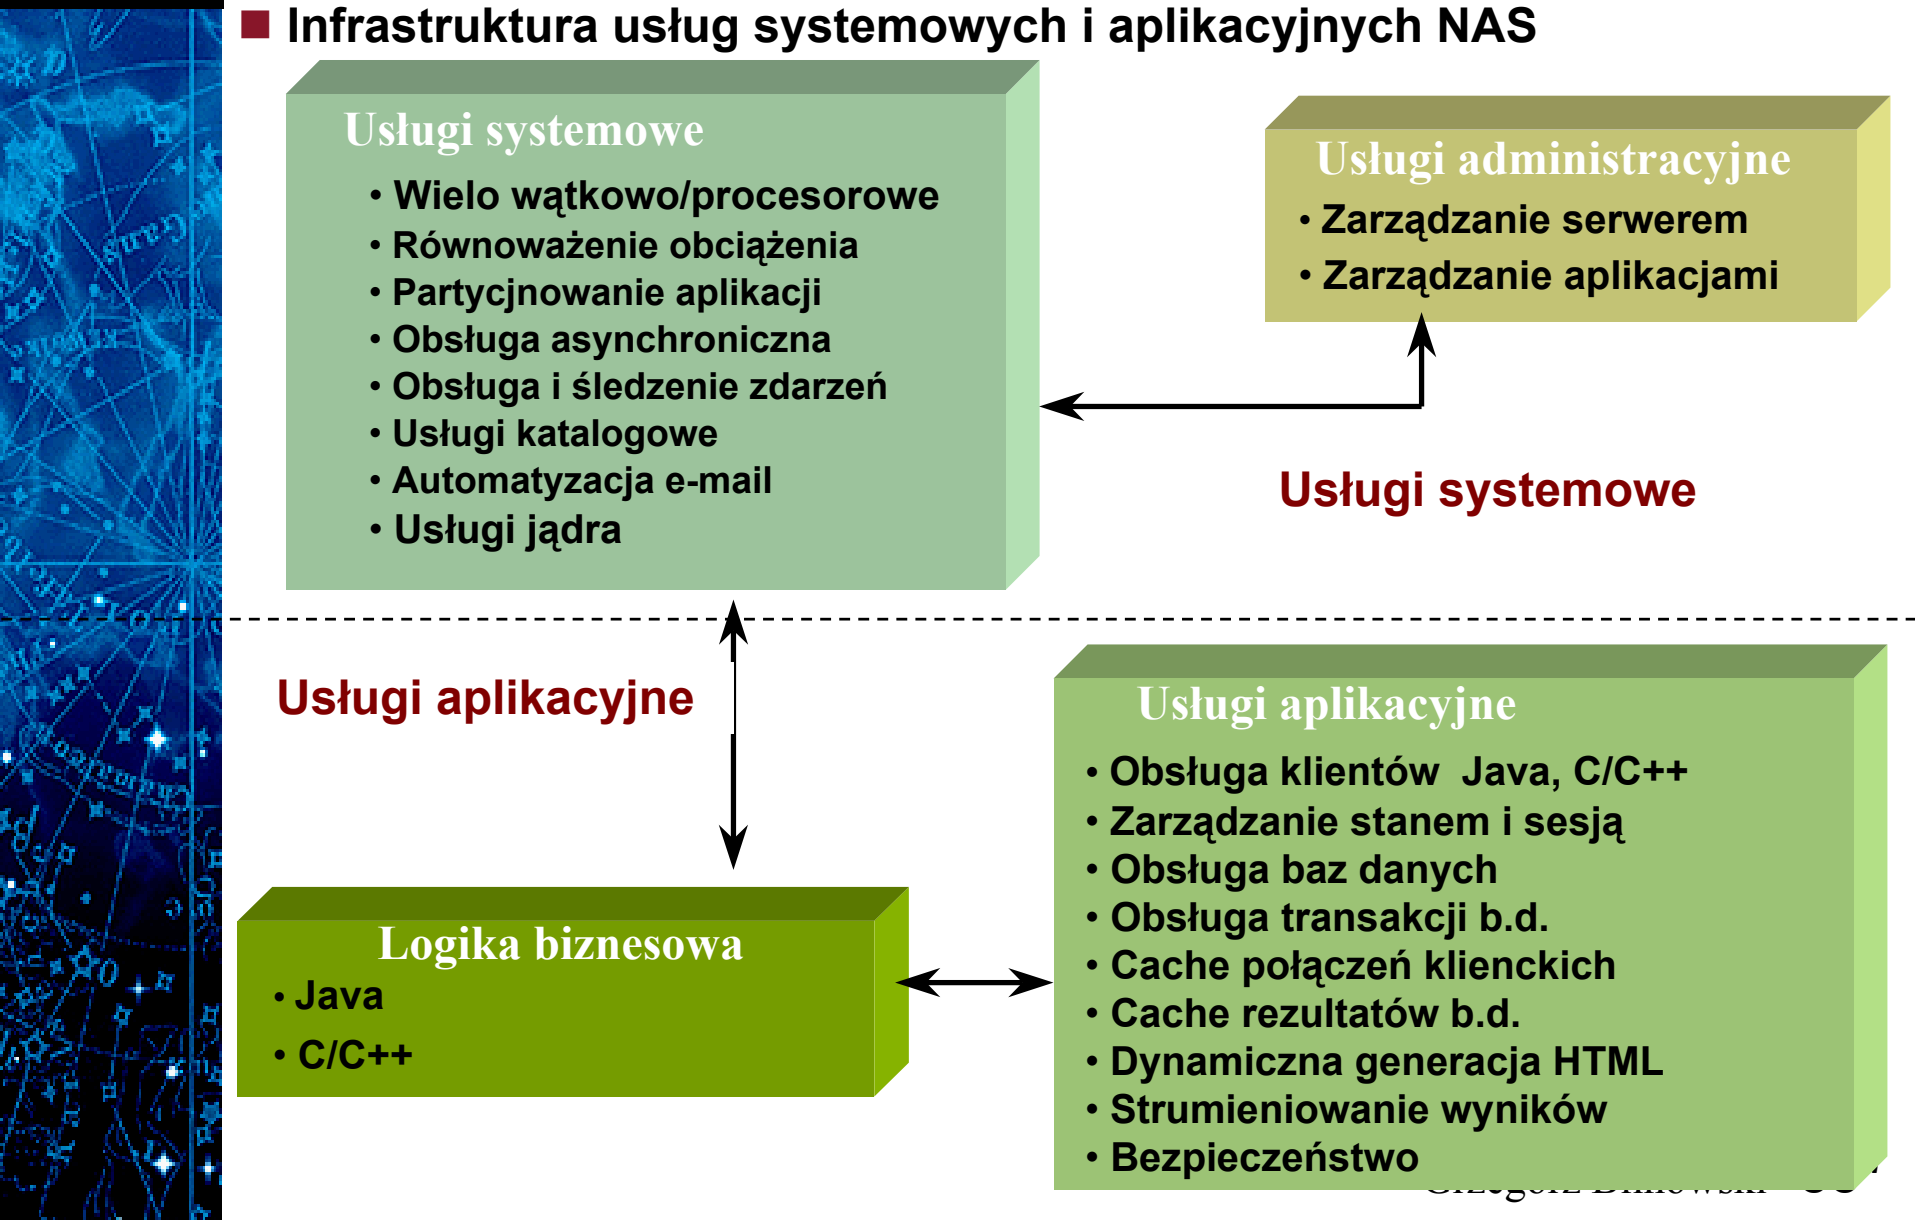 Infrastruktura usług systemowych i aplikacyjnych NAS
Usługi systemowe
• Wielo wątkowo/procesorowe
• Równoważenie obciążenia
• Partycjnowanie aplikacji
• Obsługa asynchroniczna
• Obsługa i śledzenie zdarzeń
• Usługi katalogowe
• Automatyzacja e-mail
• Usługi jądra
Usługi administracyjne
• Zarządzanie serwerem
• Zarządzanie aplikacjami
Usługi systemowe
Usługi aplikacyjne
Logika biznesowa
• Java
• C/C++
Usługi aplikacyjne
• Obsługa klientów Java, C/C++
• Zarządzanie stanem i sesją
• Obsługa baz danych
• Obsługa transakcji b.d.
• Cache połączeń klienckich
• Cache rezultatów b.d.
• Dynamiczna generacja HTML
• Strumieniowanie wyników
• Bezpieczeństwo
Grzegorz